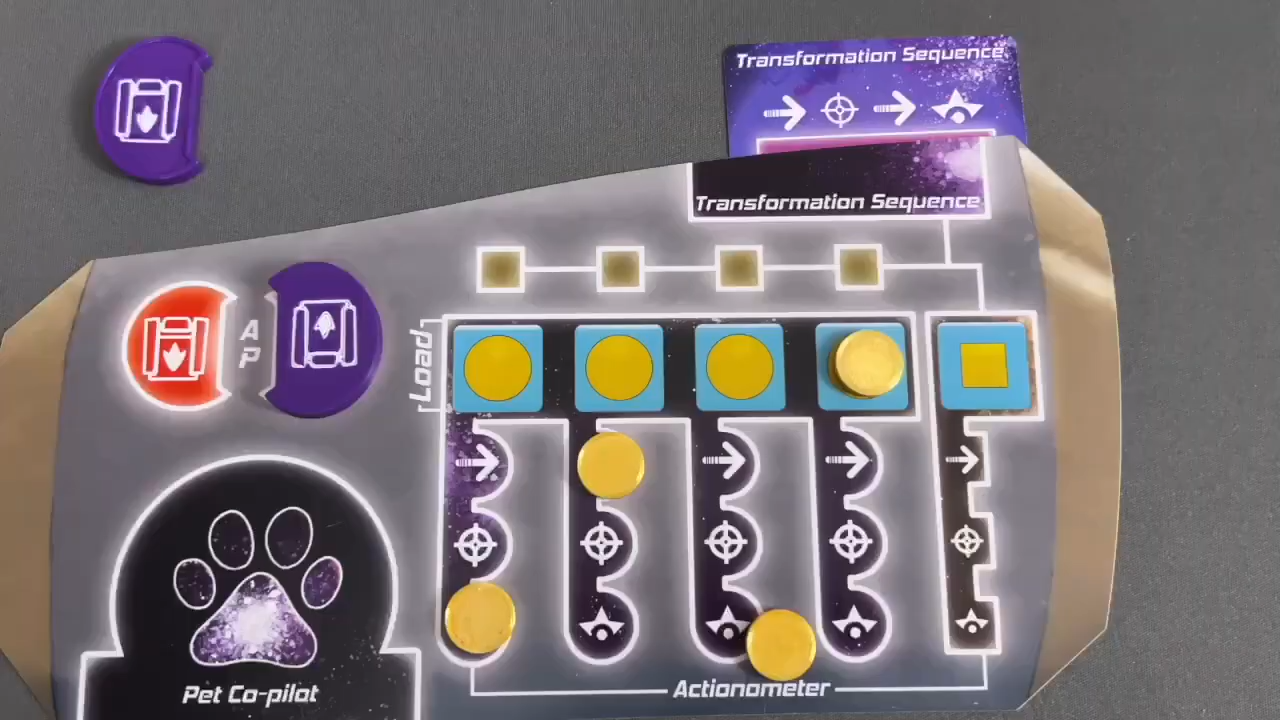 Transformation Sequence
Transformation Sequence
A
P
Load
Pet Co-pilot
Actionometer